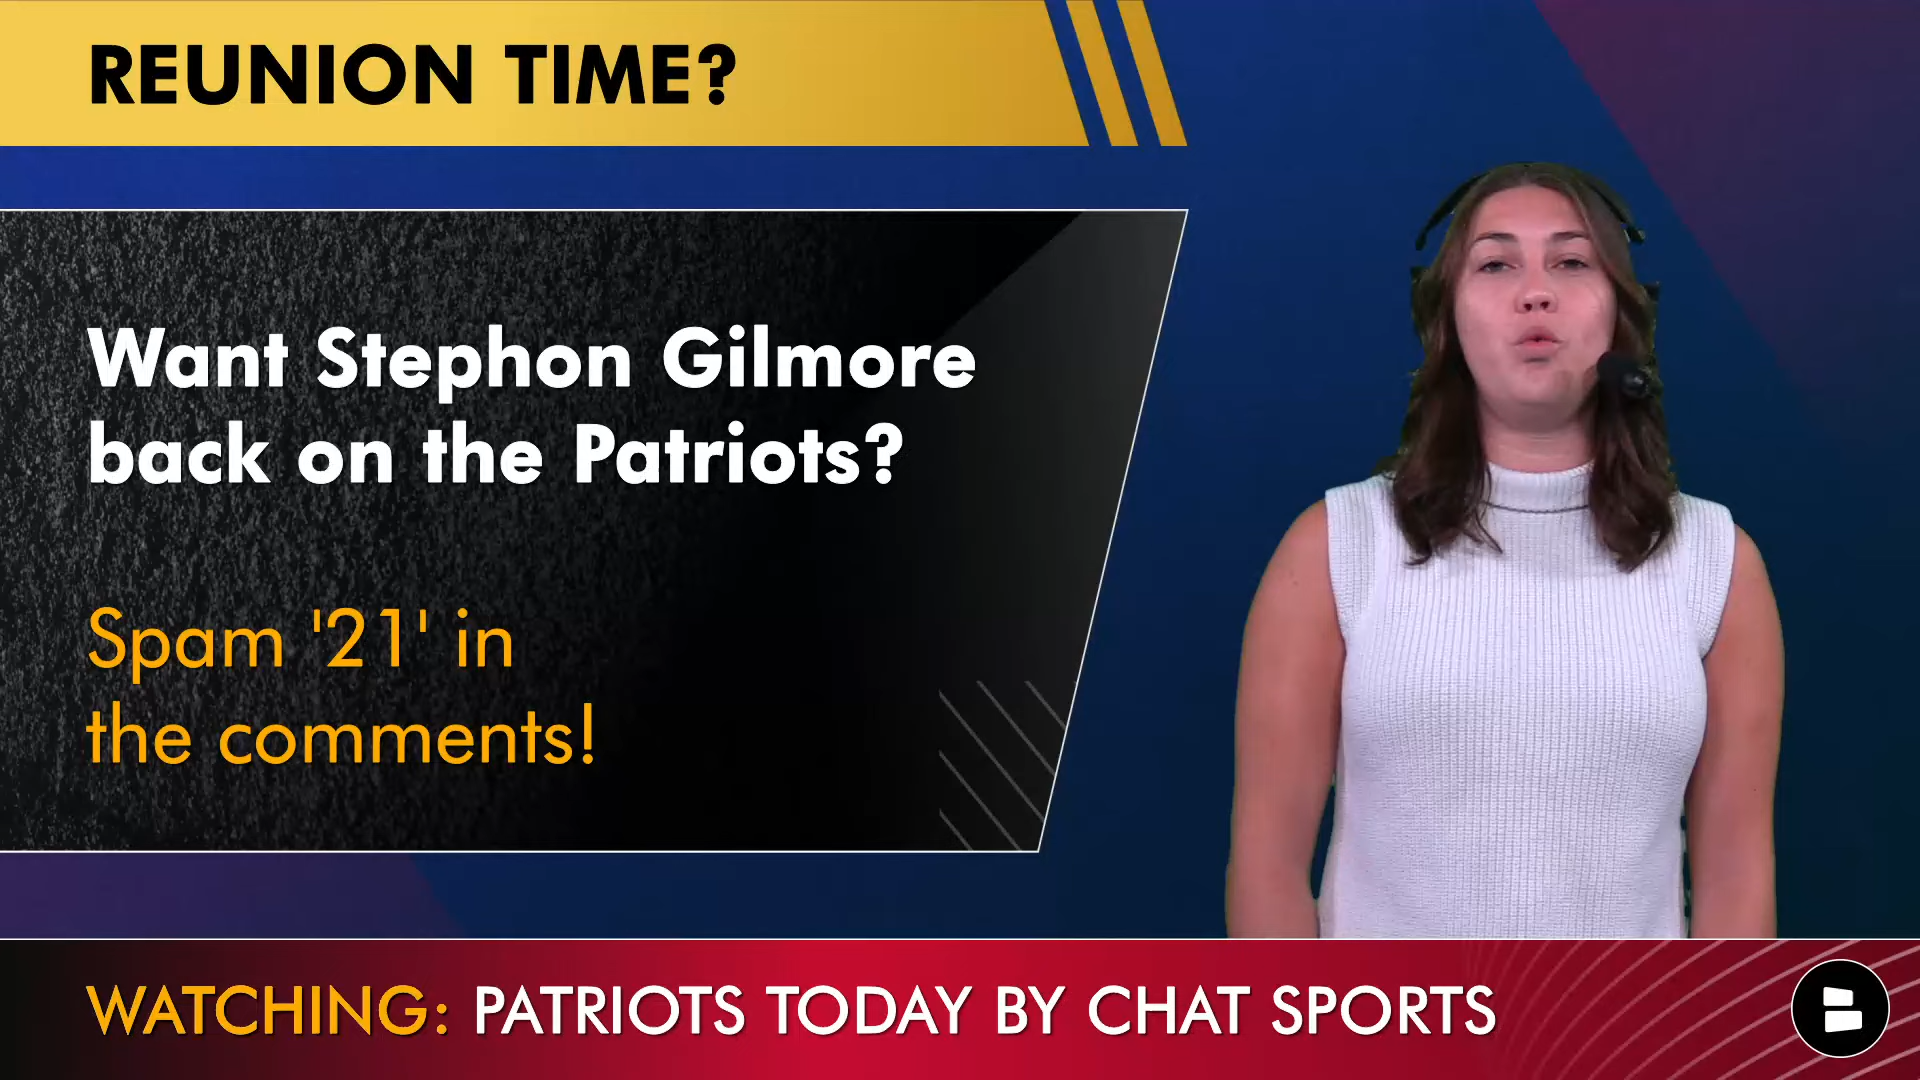 REUNION TIME?
Want Stephon Gilmore
back on the Patriots?
Spam '21' in
the comments!
WATCHING: PATRIOTS TODAY BY CHAT SPORTS